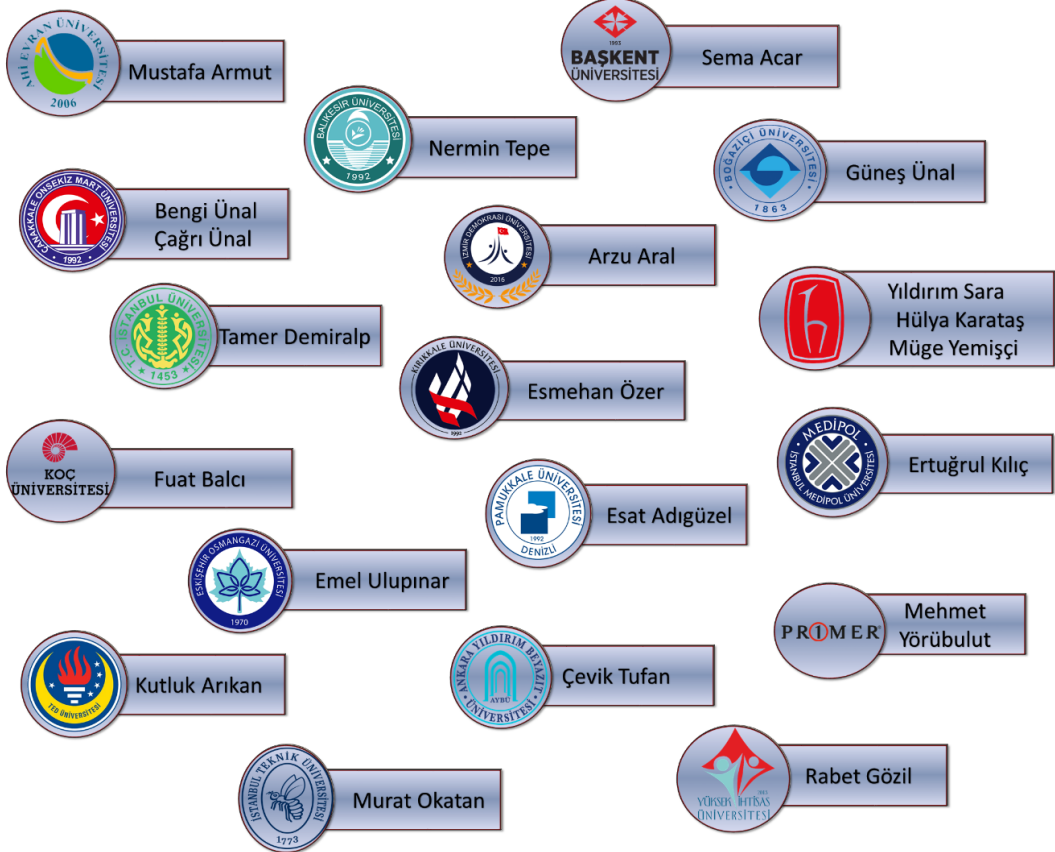 AHİ EVRAN ÜNİVERSİTESİ
2006
Mustafa Armut
1993
BAŞKENT
ÜNİVERSİTESİ
Sema Acar
BALIKESİR ÜNİVERSİTESİ
1992
Nermin Tepe
BOĞAZİÇİ ÜNİVERSİTESİ
1863
Güneş Ünal
ÇANAKKALE ONSEKİZ MART ÜNİVERSİTESİ
1992
Bengi Ünal
Çağrı Ünal
İZMİR DEMOKRASİ ÜNİVERSİTESİ
2016
Arzu Aral
Yıldırım Sara
Hülya Karataş
Müge Yemişçi
T.C. İSTANBUL ÜNİVERSİTESİ
1453
Tamer Demiralp
KIRIKKALE ÜNİVERSİTESİ
1992
Esmehan Özer
KOÇ
ÜNİVERSİTESİ
Fuat Balcı
MEDİPOL
İSTANBUL MEDİPOL ÜNİVERSİTESİ
Ertuğrul Kılıç
PAMUKKALE ÜNİVERSİTESİ
1992
DENİZLİ
Esat Adıgüzel
ESKİŞEHİR OSMANGAZİ ÜNİVERSİTESİ
1970
Emel Ulupınar
PR1MER
Mehmet
Yörübulut
TED ÜNİVERSİTESİ
Kutluk Arıkan
ANKARA YILDIRIM BEYAZIT
AYBÜ
ÜNİVERSİTESİ
Çevik Tufan
İSTANBUL TEKNİK ÜNİVERSİTESİ
1773
Murat Okatan
YÜKSEK İHTİSAS
ÜNİVERSİTESİ
Rabet Gözil